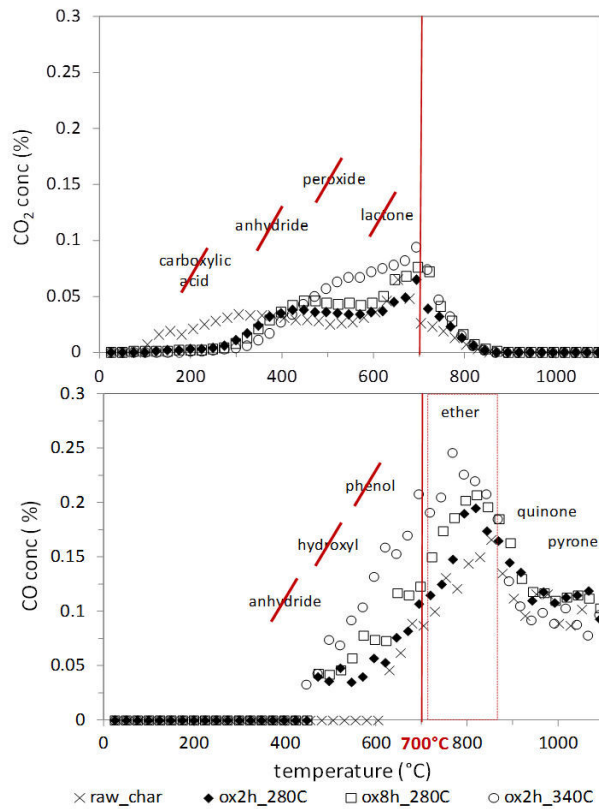 0.3
0.25
0.2
0.15
0.1
0.05
0
CO₂ conc (%)
peroxide
anhydride
lactone
carboxylic
acid
0
200
400
600
800
1000
0.3
0.25
0.2
0.15
0.1
0.05
0
CO conc ( %)
ether
phenol
quinone
hydroxyl
pyrone
anhydride
0
200
400
600
700°C
800
1000
temperature (°C)
raw_char
ox2h_280C
ox8h_280C
ox2h_340C